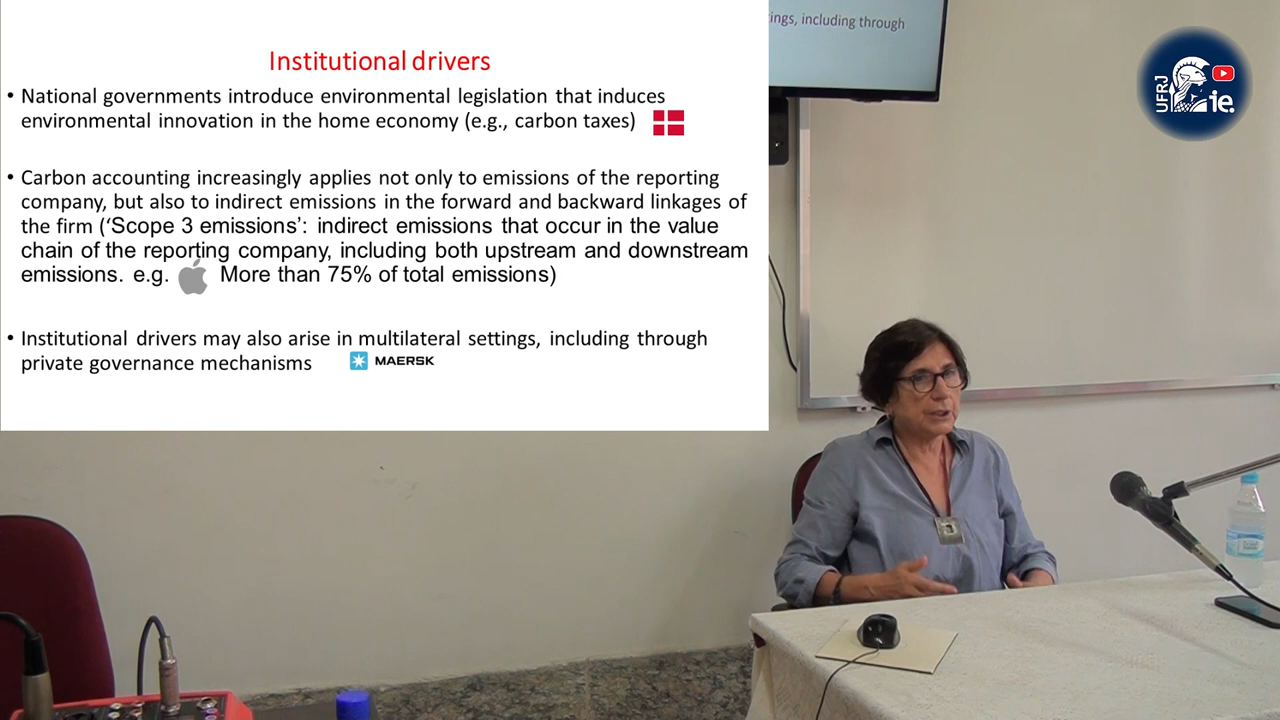 Institutional drivers
• National governments introduce environmental legislation that induces
environmental innovation in the home economy (e.g., carbon taxes)
• Carbon accounting increasingly applies not only to emissions of the reporting
company, but also to indirect emissions in the forward and backward linkages of
the firm (‘Scope 3 emissions’: indirect emissions that occur in the value
chain of the reporting company, including both upstream and downstream
emissions. e.g. More than 75% of total emissions)
• Institutional drivers may also arise in multilateral settings, including through
private governance mechanisms
MAERSK
ings, including through
UFRJ
ie.